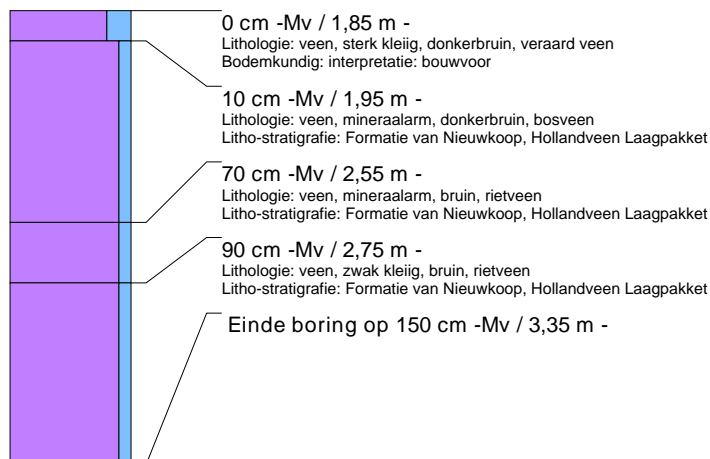 0 cm -Mv / 1,85 m -
Lithologie: veen, sterk kleiig, donkerbruin, veraard veen
Bodemkundig: interpretatie: bouwvoor
10 cm -Mv / 1,95 m -
Lithologie: veen, mineraalarm, donkerbruin, bosveen
Litho-stratigrafie: Formatie van Nieuwkoop, Hollandveen Laagpakket
70 cm -Mv / 2,55 m -
Lithologie: veen, mineraalarm, bruin, rietveen
Litho-stratigrafie: Formatie van Nieuwkoop, Hollandveen Laagpakket
90 cm -Mv / 2,75 m -
Lithologie: veen, zwak kleiig, bruin, rietveen
Litho-stratigrafie: Formatie van Nieuwkoop, Hollandveen Laagpakket
Einde boring op 150 cm -Mv / 3,35 m -